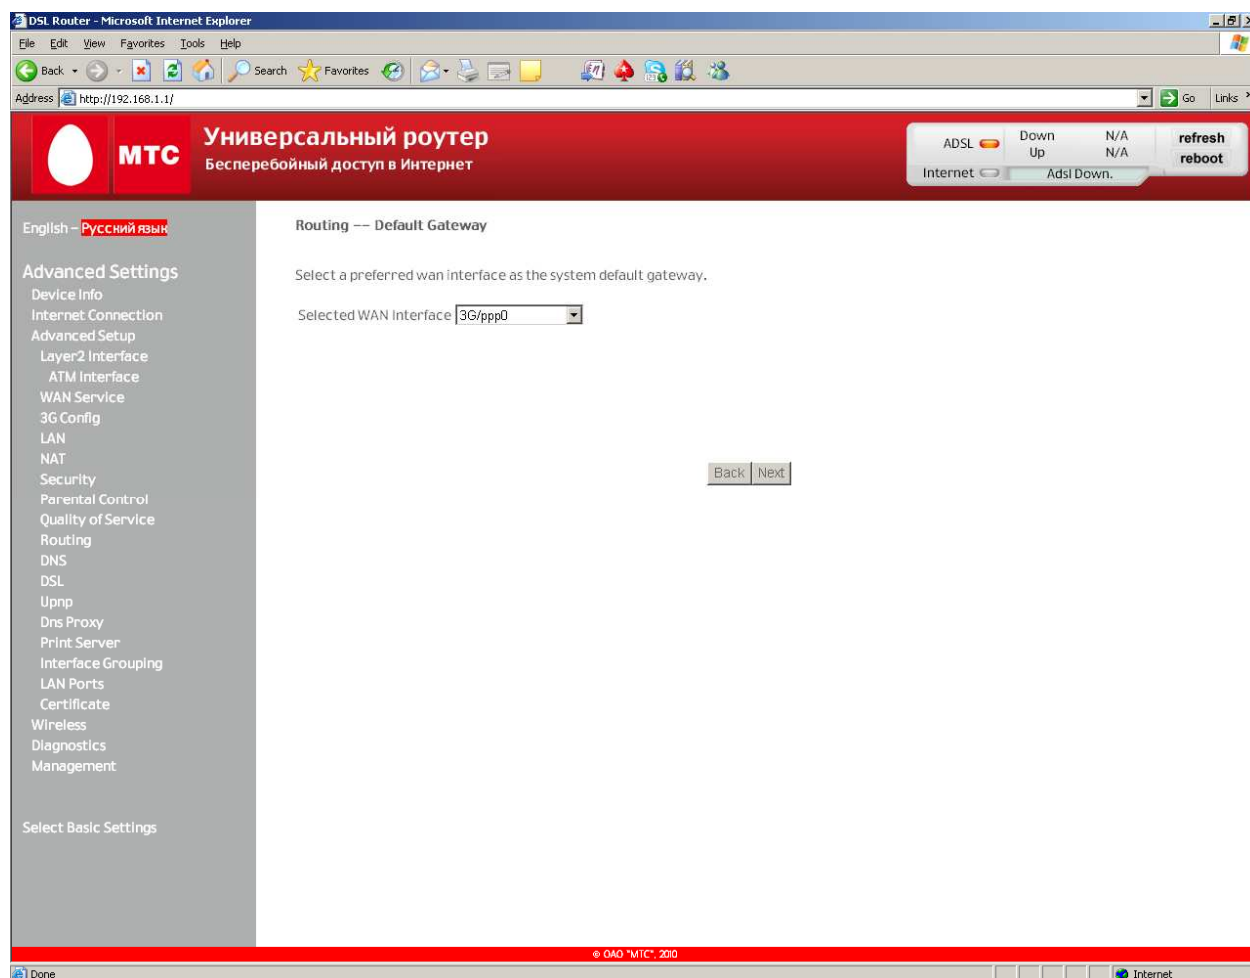 DSL Router - Microsoft Internet Explorer
File Edit View Favorites Tools Help
Back Search Favorites
Address http://192.168.1.1/ Go Links »
МТС
Универсальный роутер
Бесперебойный доступ в Интернет
ADSL Down N/A
Up N/A
Internet Adsl Down.
refresh
reboot
English – Русский язык
Advanced Settings
Device Info
Internet Connection
Advanced Setup
Layer2 Interface
ATM Interface
WAN Service
3G Config
LAN
NAT
Security
Parental Control
Quality of Service
Routing
DNS
DSL
Upnp
Dns Proxy
Print Server
Interface Grouping
LAN Ports
Certificate
Wireless
Diagnostics
Management
Select Basic Settings
Routing -- Default Gateway
Select a preferred wan interface as the system default gateway.
Selected WAN Interface 3G/ppp0
Back Next
© ОАО "МТС", 2010
Done Internet